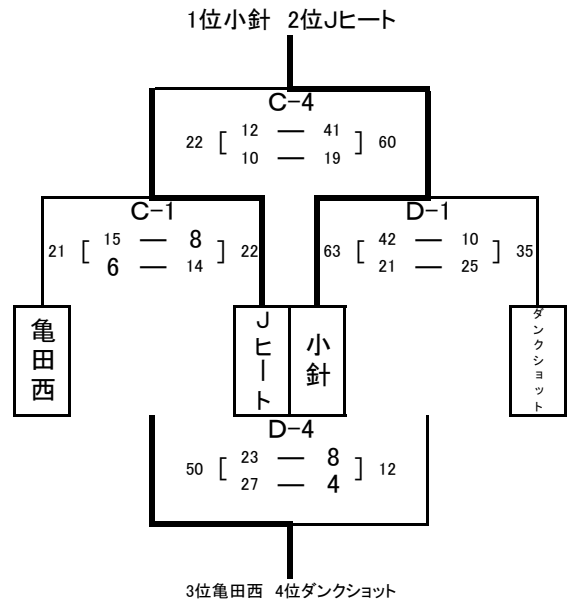 1位小針 2位Jヒート
C-4
22 [ 12 — 41 ] 60
10 — 19
C-1
21 [ 15 — 8 ] 22
6 — 14
D-1
63 [ 42 — 10 ] 35
21 — 25
亀田西
Jヒート
小針
ダンクショット
D-4
50 [ 23 — 8 ] 12
27 — 4
3位亀田西 4位ダンクショット